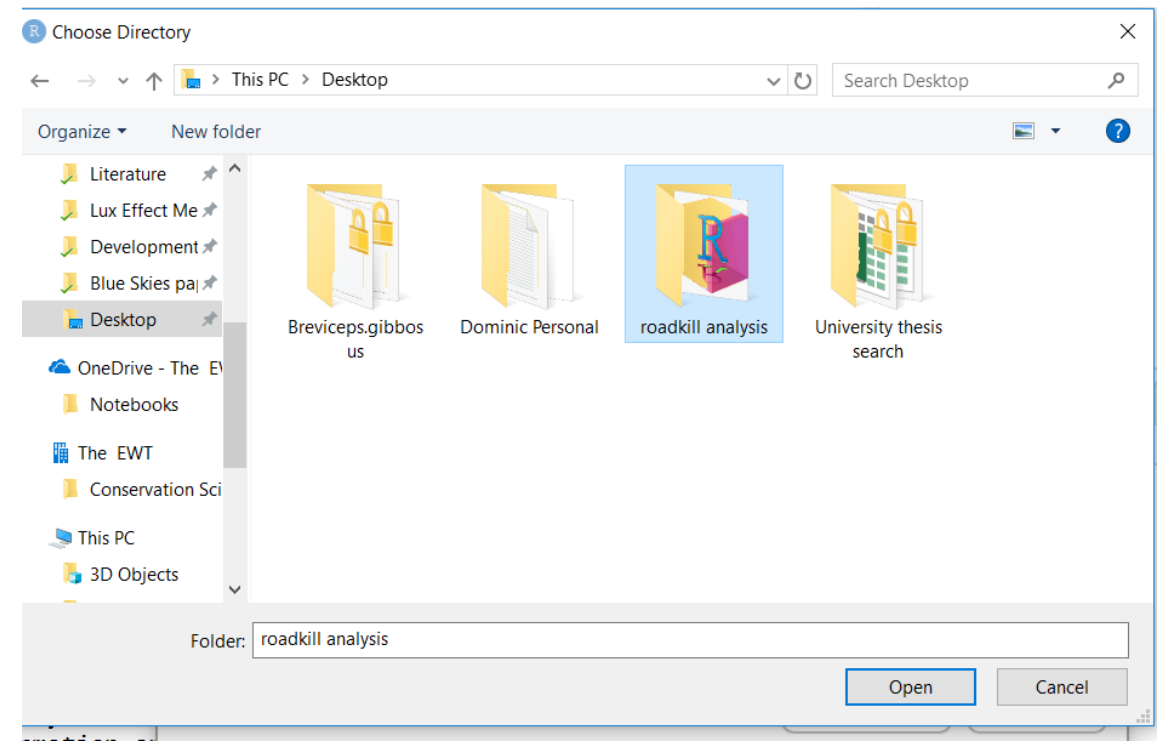 Choose Directory
This PC > Desktop
Search Desktop
Organize
New folder
Literature
Lux Effect Me
Development
Blue Skies pa
Desktop
OneDrive - The E
Notebooks
The EWT
Conservation Sci
This PC
3D Objects
Breviceps.gibbos
us
Dominic Personal
roadkill analysis
University thesis
search
Folder:
roadkill analysis
Open
Cancel